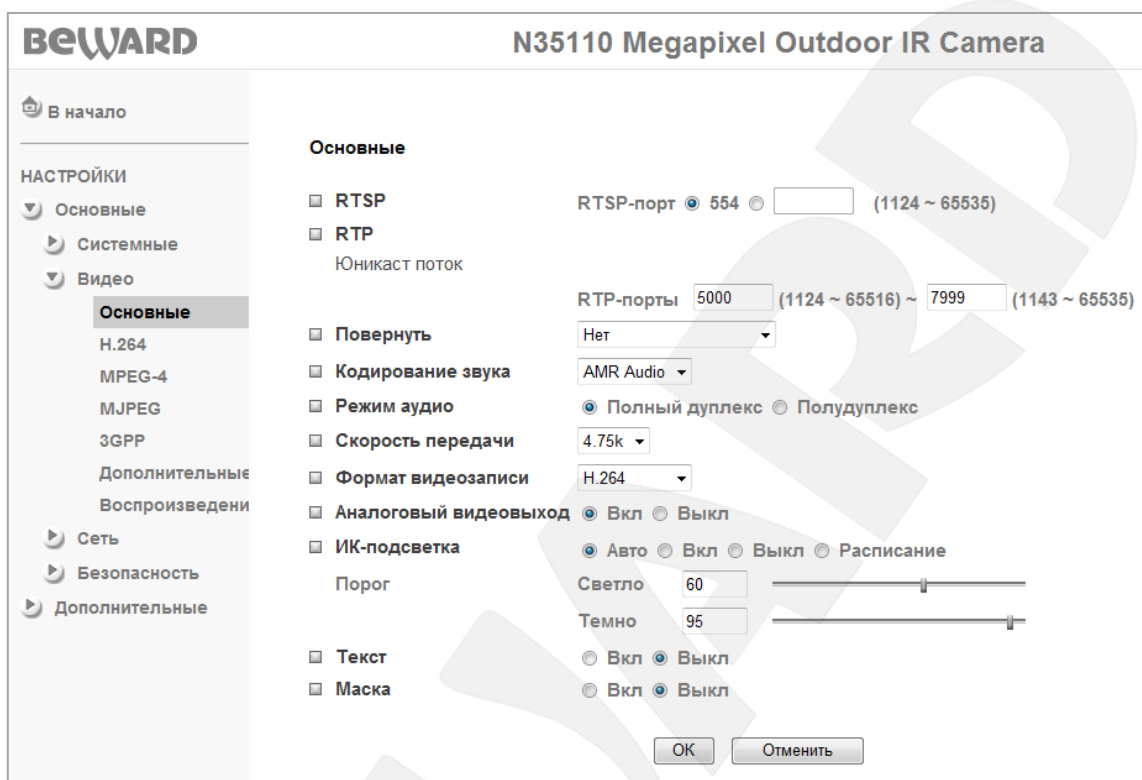 BEWARD
N35110 Megapixel Outdoor IR Camera
В начало
НАСТРОЙКИ
Основные
Системные
Видео
Основные
H.264
MPEG-4
MJPEG
3GPP
Дополнительные
Воспроизведени
Сеть
Безопасность
Дополнительные
Основные
RTSP RTSP-порт 554 (1124 ~ 65535)
RTP
Юникаст поток
RTP-порты 5000 (1124 ~ 65516) ~ 7999 (1143 ~ 65535)
Повернуть Нет
Кодирование звука AMR Audio
Режим аудио Полный дуплекс Полудуплекс
Скорость передачи 4.75k
Формат видеозаписи H.264
Аналоговый видеовыход Вкл Выкл
ИК-подсветка Авто Вкл Выкл Расписание
Порог Светло 60
Темно 95
Текст Вкл Выкл
Маска Вкл Выкл
OK Отменить